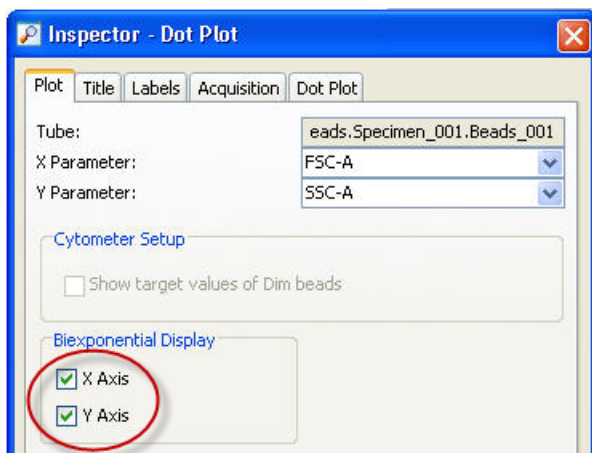 Inspector - Dot Plot
Plot Title Labels Acquisition Dot Plot
Tube: eads.Specimen_001.Beads_001
X Parameter: FSC-A
Y Parameter: SSC-A
Cytometer Setup
Show target values of Dim beads
Biexponential Display
X Axis
Y Axis